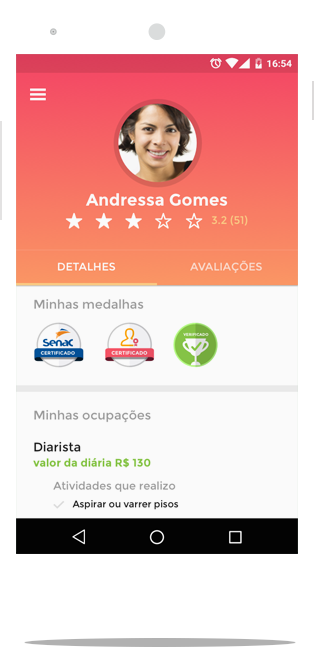 16:54
Andressa Gomes
3.2 (51)
DETALHES AVALIAÇÕES
Minhas medalhas
Senac
CERTIFICADO
CERTIFICADO
VERIFICADO
Minhas ocupações
Diarista
valor da diária R$ 130
Atividades que realizo
Aspirar ou varrer pisos